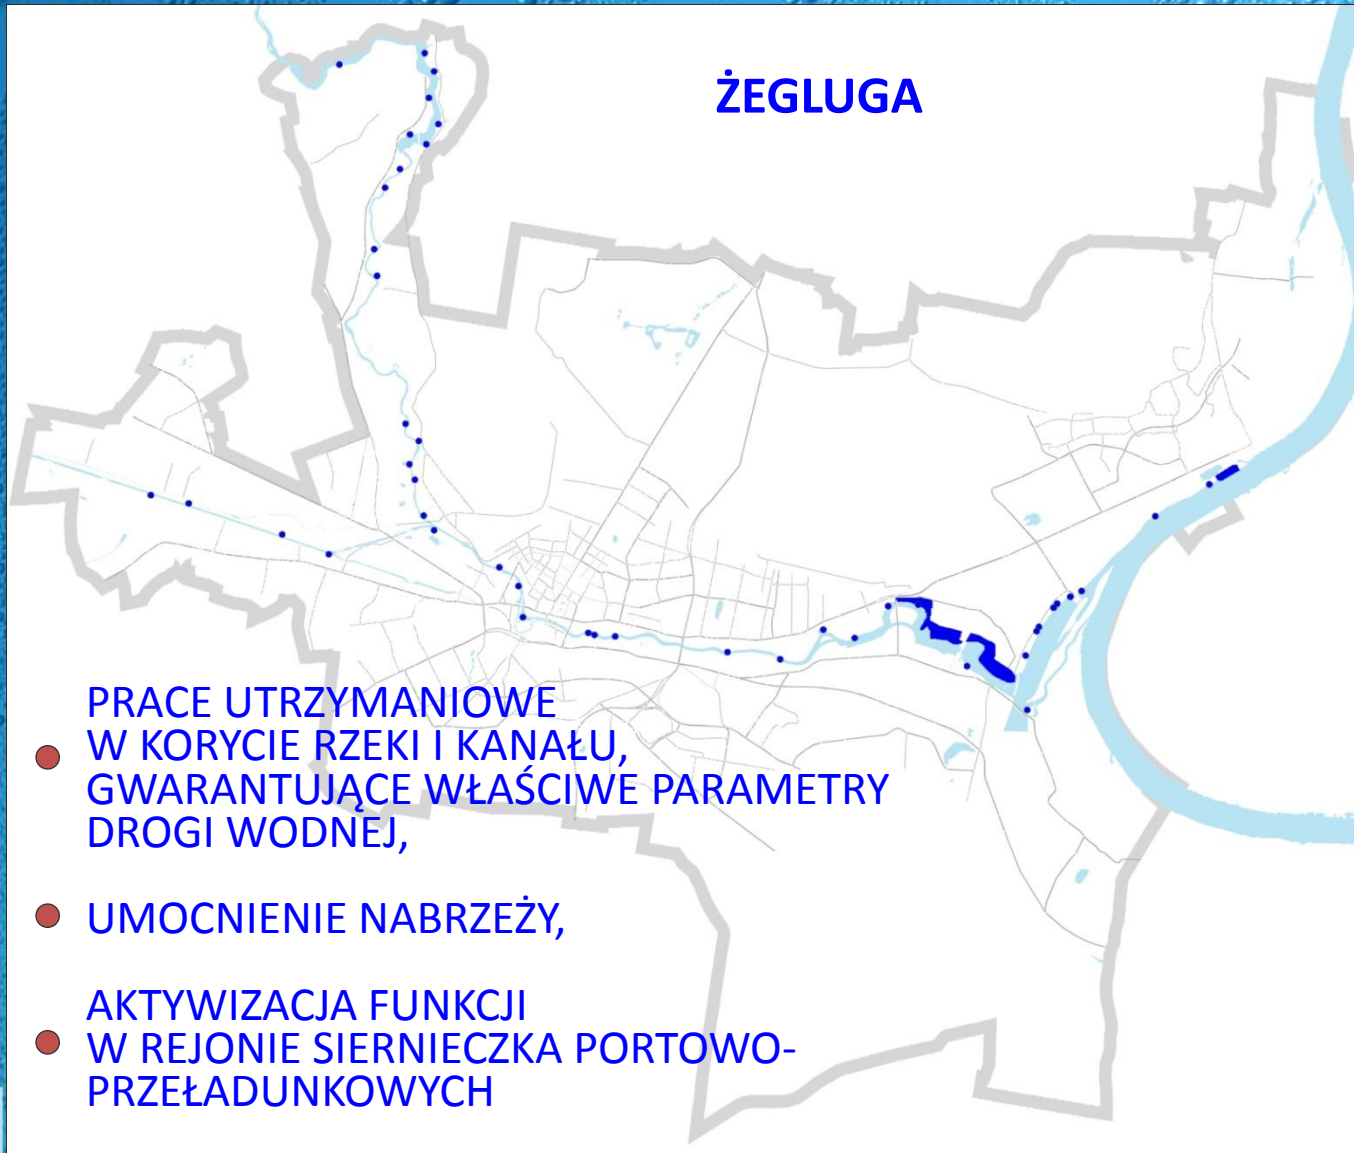 ŻEGLUGA
PRACE UTRZYMANIOWE
W KORYCIE RZEKI I KANAŁU,
GWARANTUJĄCE WŁAŚCIWE PARAMETRY
DROGI WODNEJ,
UMOCNIENIE NABRZEŻY,
AKTYWIZACJA FUNKCJI
W REJONIE SIERNIECZKA PORTOWO-
PRZEŁADUNKOWYCH